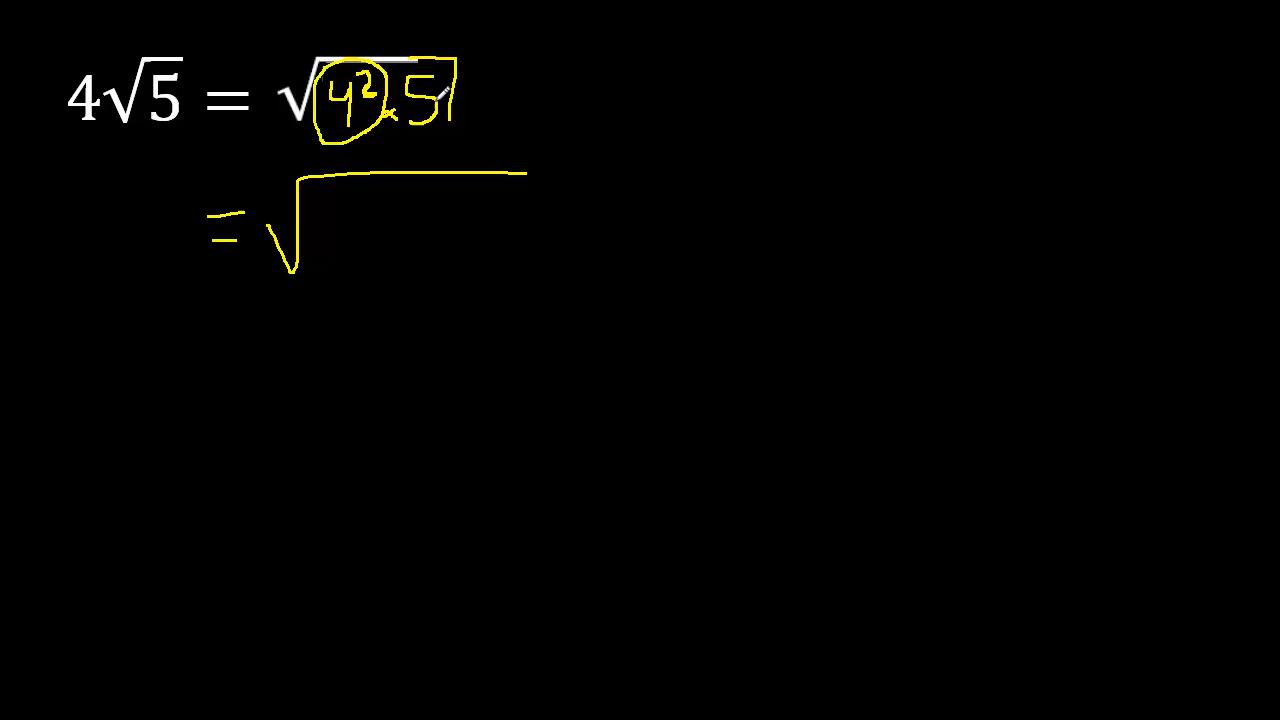 4√5 = √4² × 5
= √